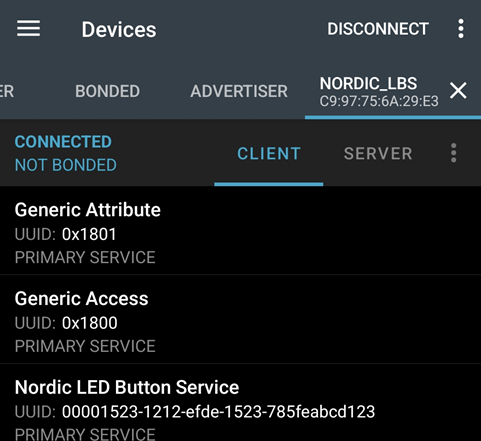 Devices
DISCONNECT
ER
BONDED
ADVERTISER
NORDIC_LBS
C9:97:75:6A:29:E3
CONNECTED
NOT BONDED
CLIENT
SERVER
Generic Attribute
UUID: 0x1801
PRIMARY SERVICE
Generic Access
UUID: 0x1800
PRIMARY SERVICE
Nordic LED Button Service
UUID: 00001523-1212-efde-1523-785feabcd123
PRIMARY SERVICE